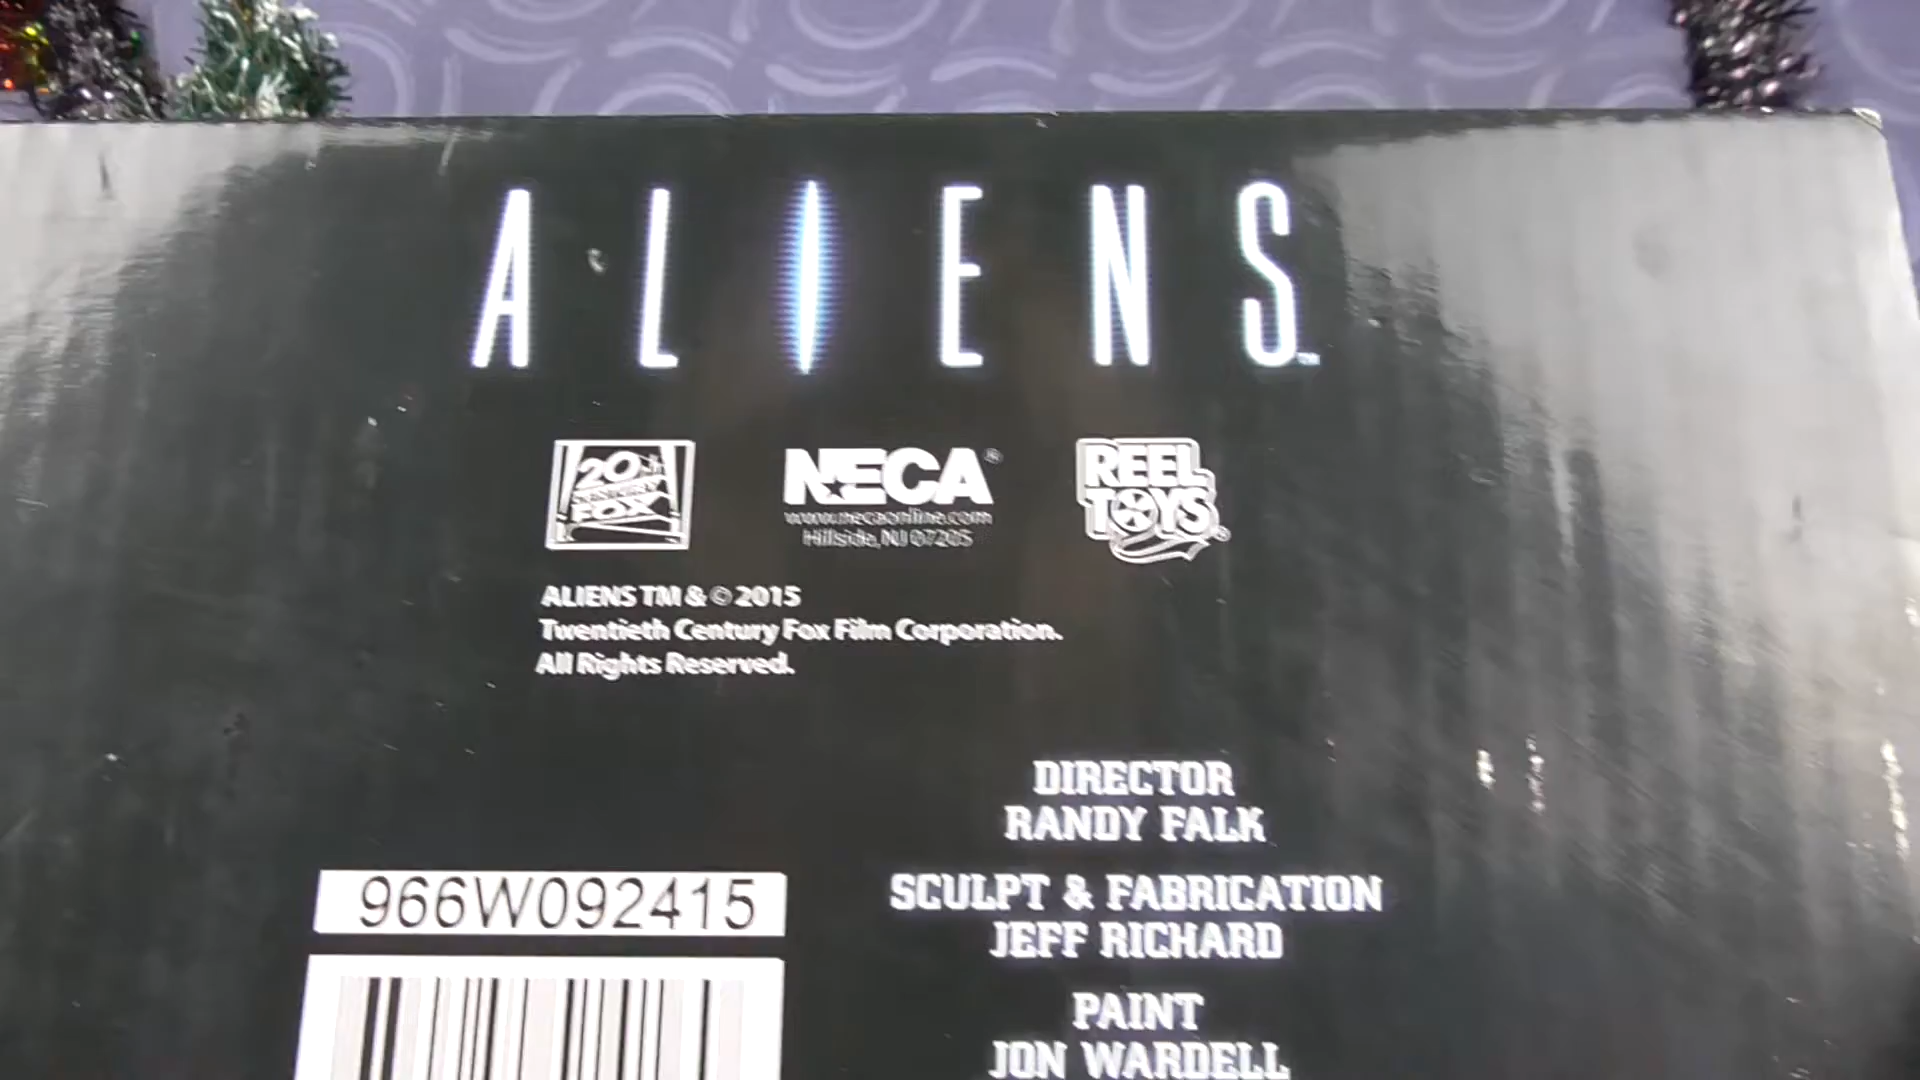 ALIENS™
20th
CENTURY
FOX
NECA®
www.necaonline.com
Hillside, NJ 07205
REEL
TOYS®
ALIENS TM & © 2015
Twentieth Century Fox Film Corporation.
All Rights Reserved.
DIRECTOR
RANDY FALK
966W092415
SCULPT & FABRICATION
JEFF RICHARD
PAINT
JON WARDELL